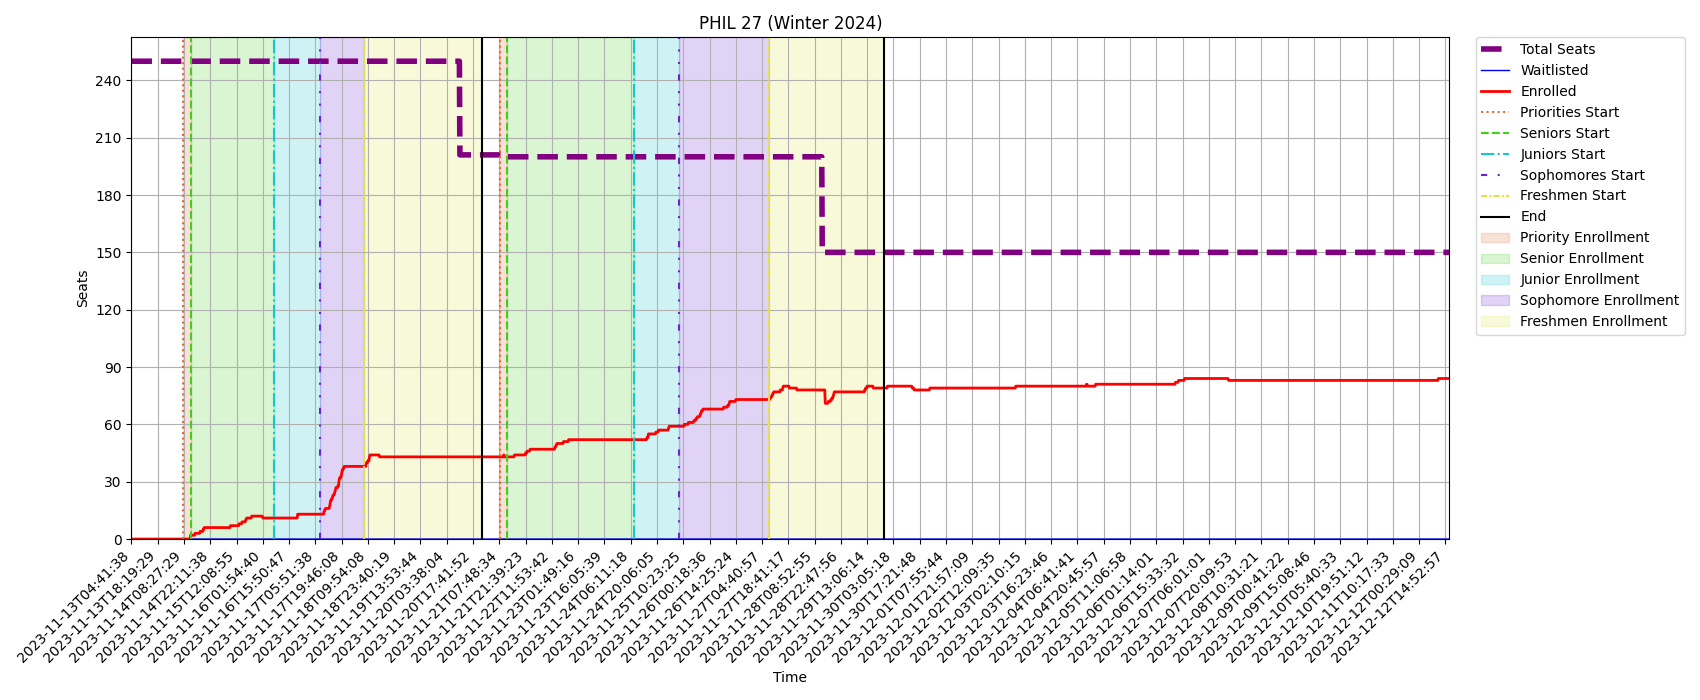 PHIL 27 (Winter 2024)
Seats
240
210
180
150
120
90
60
30
0
2023-11-13T04:41:38
2023-11-13T18:19:29
2023-11-14T08:27:29
2023-11-14T22:11:38
2023-11-15T12:08:55
2023-11-16T01:54:40
2023-11-16T15:50:47
2023-11-17T05:51:38
2023-11-17T19:46:08
2023-11-18T09:54:08
2023-11-18T23:40:19
2023-11-19T13:53:44
2023-11-20T03:38:04
2023-11-20T17:41:52
2023-11-21T07:48:34
2023-11-21T21:39:23
2023-11-22T11:53:42
2023-11-23T01:49:16
2023-11-23T16:05:39
2023-11-24T06:11:18
2023-11-24T20:06:05
2023-11-25T10:23:25
2023-11-26T00:18:36
2023-11-26T14:25:24
2023-11-27T04:40:57
2023-11-27T18:41:17
2023-11-28T08:52:55
2023-11-28T22:47:56
2023-11-29T13:06:14
2023-11-30T03:05:18
2023-11-30T17:21:48
2023-12-01T07:55:44
2023-12-01T21:57:09
2023-12-02T12:09:35
2023-12-03T02:10:15
2023-12-03T16:23:46
2023-12-04T06:41:41
2023-12-04T20:45:57
2023-12-05T11:06:58
2023-12-06T01:14:01
2023-12-06T15:33:32
2023-12-07T06:01:01
2023-12-07T20:09:53
2023-12-08T10:31:21
2023-12-09T00:41:22
2023-12-09T15:08:46
2023-12-10T05:40:33
2023-12-10T19:51:12
2023-12-11T10:17:33
2023-12-12T00:29:09
2023-12-12T14:52:57
Time
Total Seats
Waitlisted
Enrolled
Priorities Start
Seniors Start
Juniors Start
Sophomores Start
Freshmen Start
End
Priority Enrollment
Senior Enrollment
Junior Enrollment
Sophomore Enrollment
Freshmen Enrollment